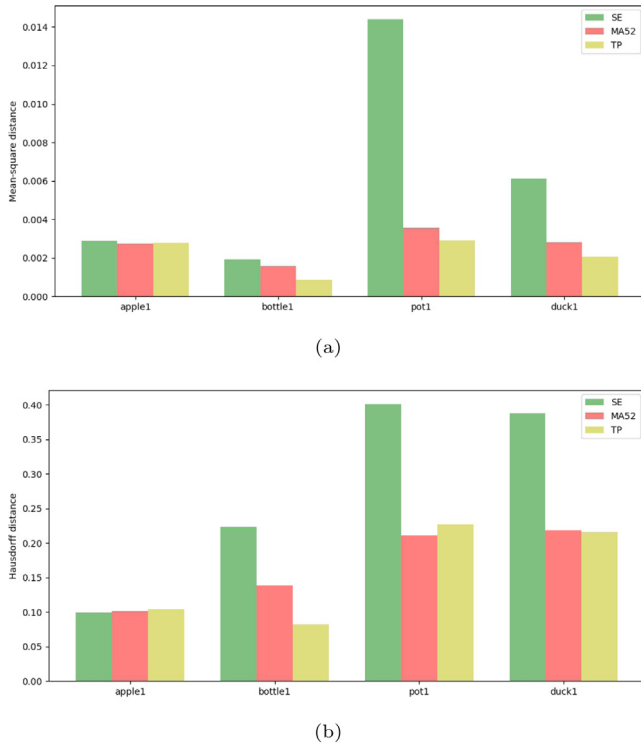 0.014
0.012
0.010
0.008
0.006
0.004
0.002
0.000
Mean-square distance
SE
MA52
TP
apple1 bottle1 pot1 duck1
(a)
0.40
0.35
0.30
0.25
0.20
0.15
0.10
0.05
0.00
Hausdorff distance
SE
MA52
TP
apple1 bottle1 pot1 duck1
(b)